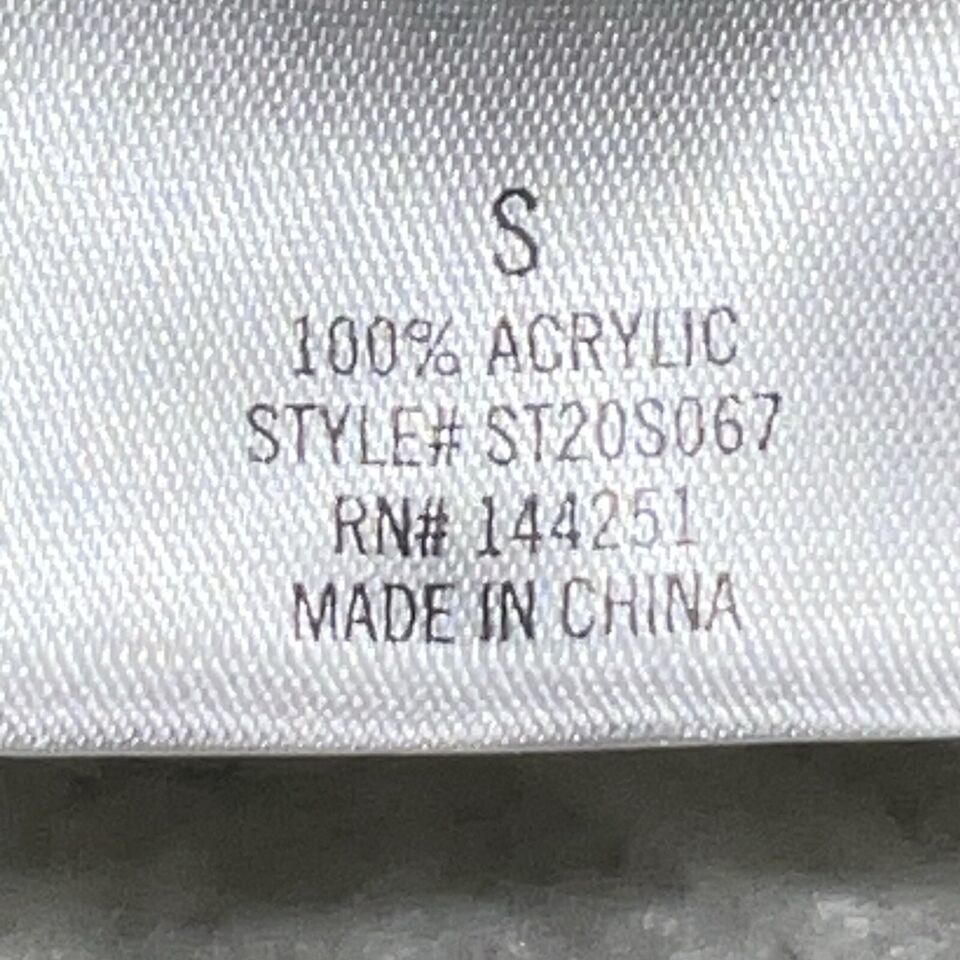 S
100% ACRYLIC
STYLE# ST20S067
RN# 144251
MADE IN CHINA